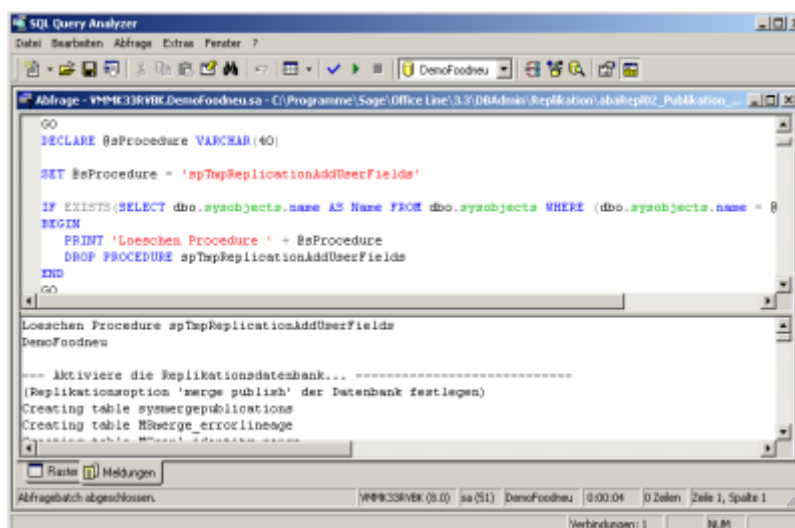 SQL Query Analyzer
Datei Bearbeiten Abfrage Extras Fenster ?
DemoFoodneu
Abfrage - VMMK33RVBK.DemoFoodneu.sa - C:\Programme\Sage\Office Line\3.3\DBAdmin\Replikation\abaRepl02_Publikation_...
GO
DECLARE @sProcedure VARCHAR(40)
SET @sProcedure = 'spTmpReplicationAddUserFields'
IF EXISTS(SELECT dbo.sysobjects.name AS Name FROM dbo.sysobjects WHERE (dbo.sysobjects.name = @
BEGIN
PRINT 'Loeschen Procedure ' + @sProcedure
DROP PROCEDURE spTmpReplicationAddUserFields
END
GO
Loeschen Procedure spTmpReplicationAddUserFields
DemoFoodneu
--- Aktiviere die Replikationsdatenbank... ----------------------------
(Replikationsoption 'merge publish' der Datenbank festlegen)
Creating table sysmergepublications
Creating table MSmerge_errorlineage
Raster Meldungen
Abfragebatch abgeschlossen. VMMK33RVBK (8.0) sa (51) DemoFoodneu 0:00:04 0 Zeilen Zeile 1, Spalte 1
Verbindungen: 1 NUM